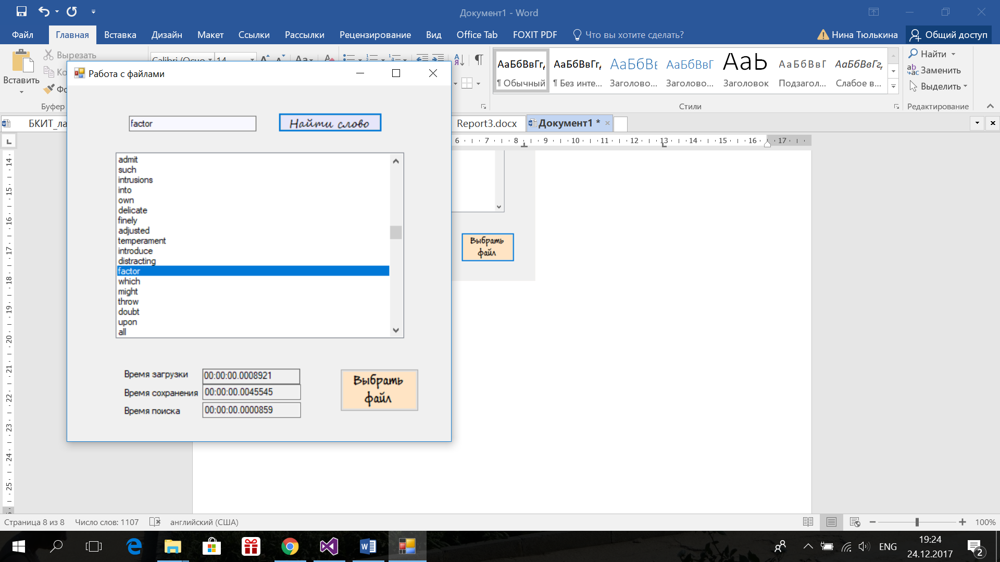 Документ1 - Word
Файл Главная Вставка Дизайн Макет Ссылки Рассылки Рецензирование Вид Office Tab FOXIT PDF Что вы хотите сделать? Нина Тюлькина Общий доступ
Вставить
Вырезать
Буфер
14
АаБбВвГг, АаБбВвГг, АаБбВв АаБбВвГ АаЬ АаБбВвГ АаБбВвГг,
¶ Обычный ¶ Без инте... Заголово... Заголово... Заголовок Подзагол... Слабое в...
Стили
Найти
Заменить
Выделить
Редактирование
БКИТ_ла
Report3.docx
Документ1 *
6 7 8 9 10 11 12 13 14 15 16 17
14
15
16
17
18
19
20
21
22
23
24
25
Работа с файлами
factor
Найти слово
admit
such
intrusions
into
own
delicate
finely
adjusted
temperament
introduce
distracting
factor
which
might
throw
doubt
upon
all
Время загрузки 00:00:00.0008921
Время сохранения 00:00:00.0045545
Время поиска 00:00:00.0000859
Выбрать
файл
Выбрать
файл
Страница 8 из 8 Число слов: 1107 английский (США) 100%
ENG
19:24
24.12.2017
2